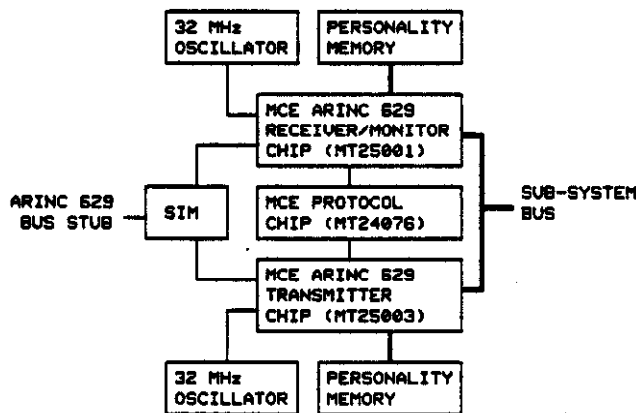 32 MHz
OSCILLATOR
PERSONALITY
MEMORY
MCE ARINC 629
RECEIVER/MONITOR
CHIP (MT25001)
ARINC 629
BUS STUB
SIM
MCE PROTOCOL
CHIP (MT24076)
SUB-SYSTEM
BUS
MCE ARINC 629
TRANSMITTER
CHIP (MT25003)
32 MHz
OSCILLATOR
PERSONALITY
MEMORY